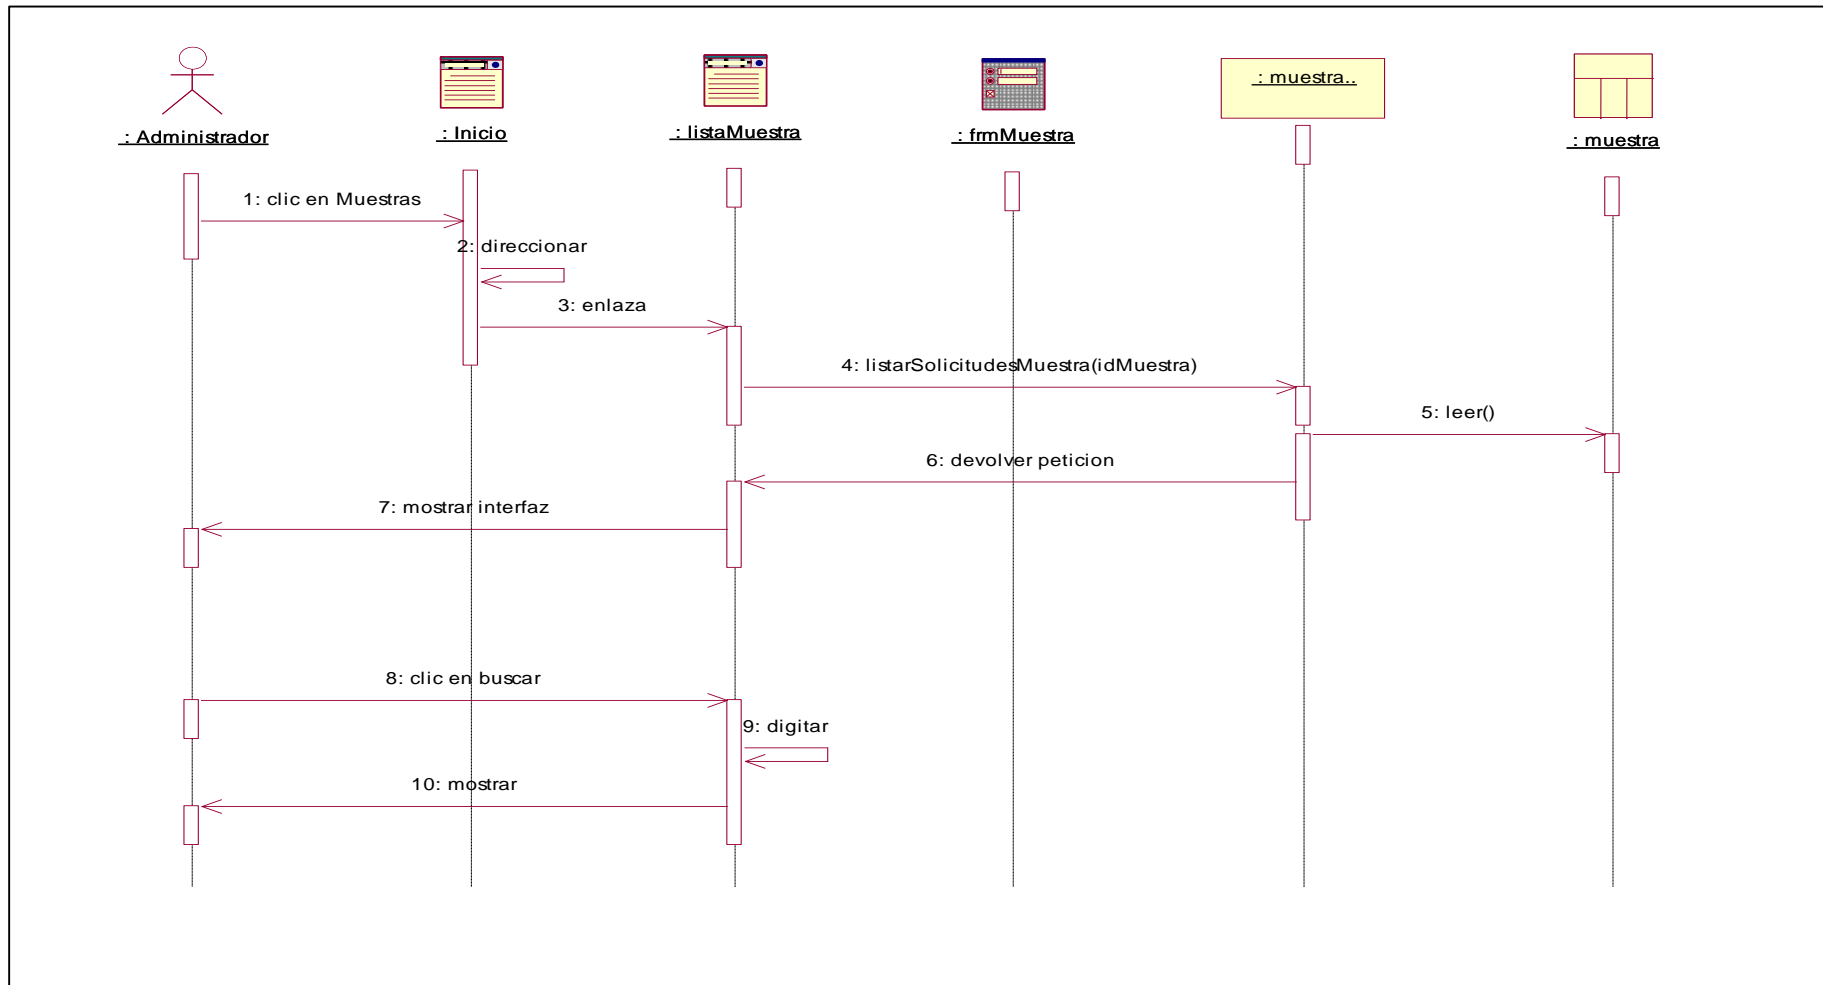 : Administrador
: Inicio
: listaMuestra
: frmMuestra
: muestra..
: muestra
1: clic en Muestras
2: direccionar
3: enlaza
4: listarSolicitudesMuestra(idMuestra)
5: leer()
6: devolver peticion
7: mostrar interfaz
8: clic en buscar
9: digitar
10: mostrar